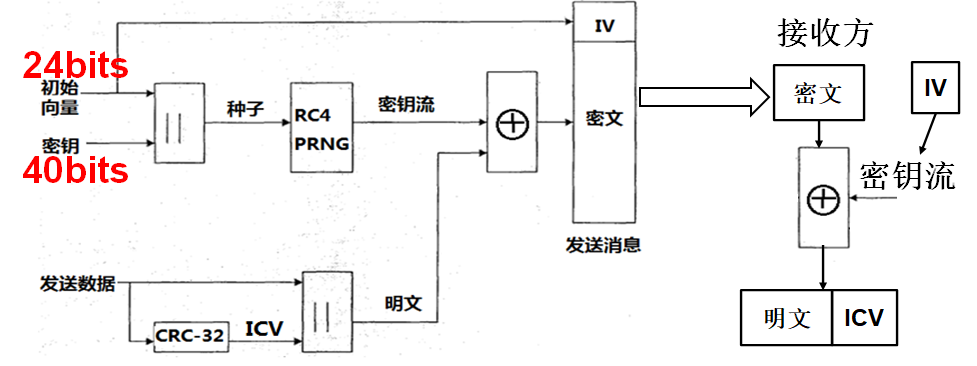 24bits
初始
向量
密钥
40bits
||
种子
RC4
PRNG
密钥流
IV
密文
发送消息
发送数据
CRC-32
ICV
||
明文
接收方
密文
IV
密钥流
明文
ICV